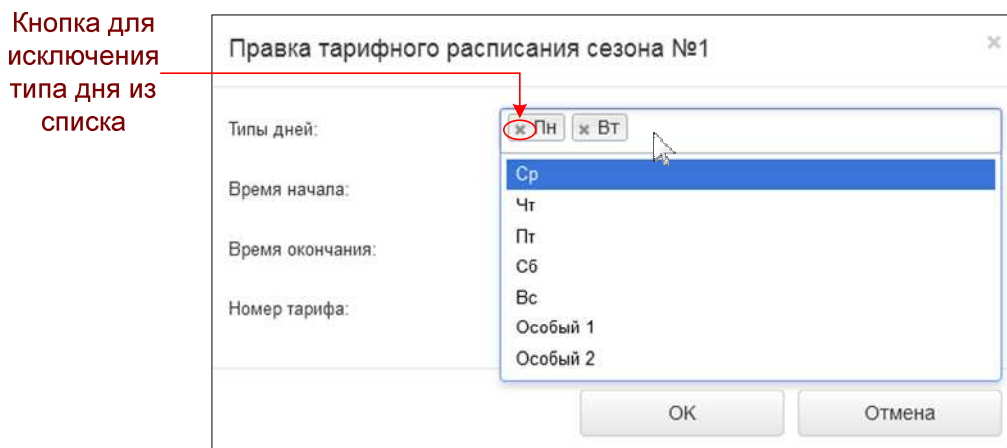 Кнопка для
исключения
типа дня из
списка
Правка тарифного расписания сезона №1
×
Типы дней:
× Пн × Вт
Ср
Время начала:
Чт
Пт
Время окончания:
Сб
Вс
Номер тарифа:
Особый 1
Особый 2
OK Отмена